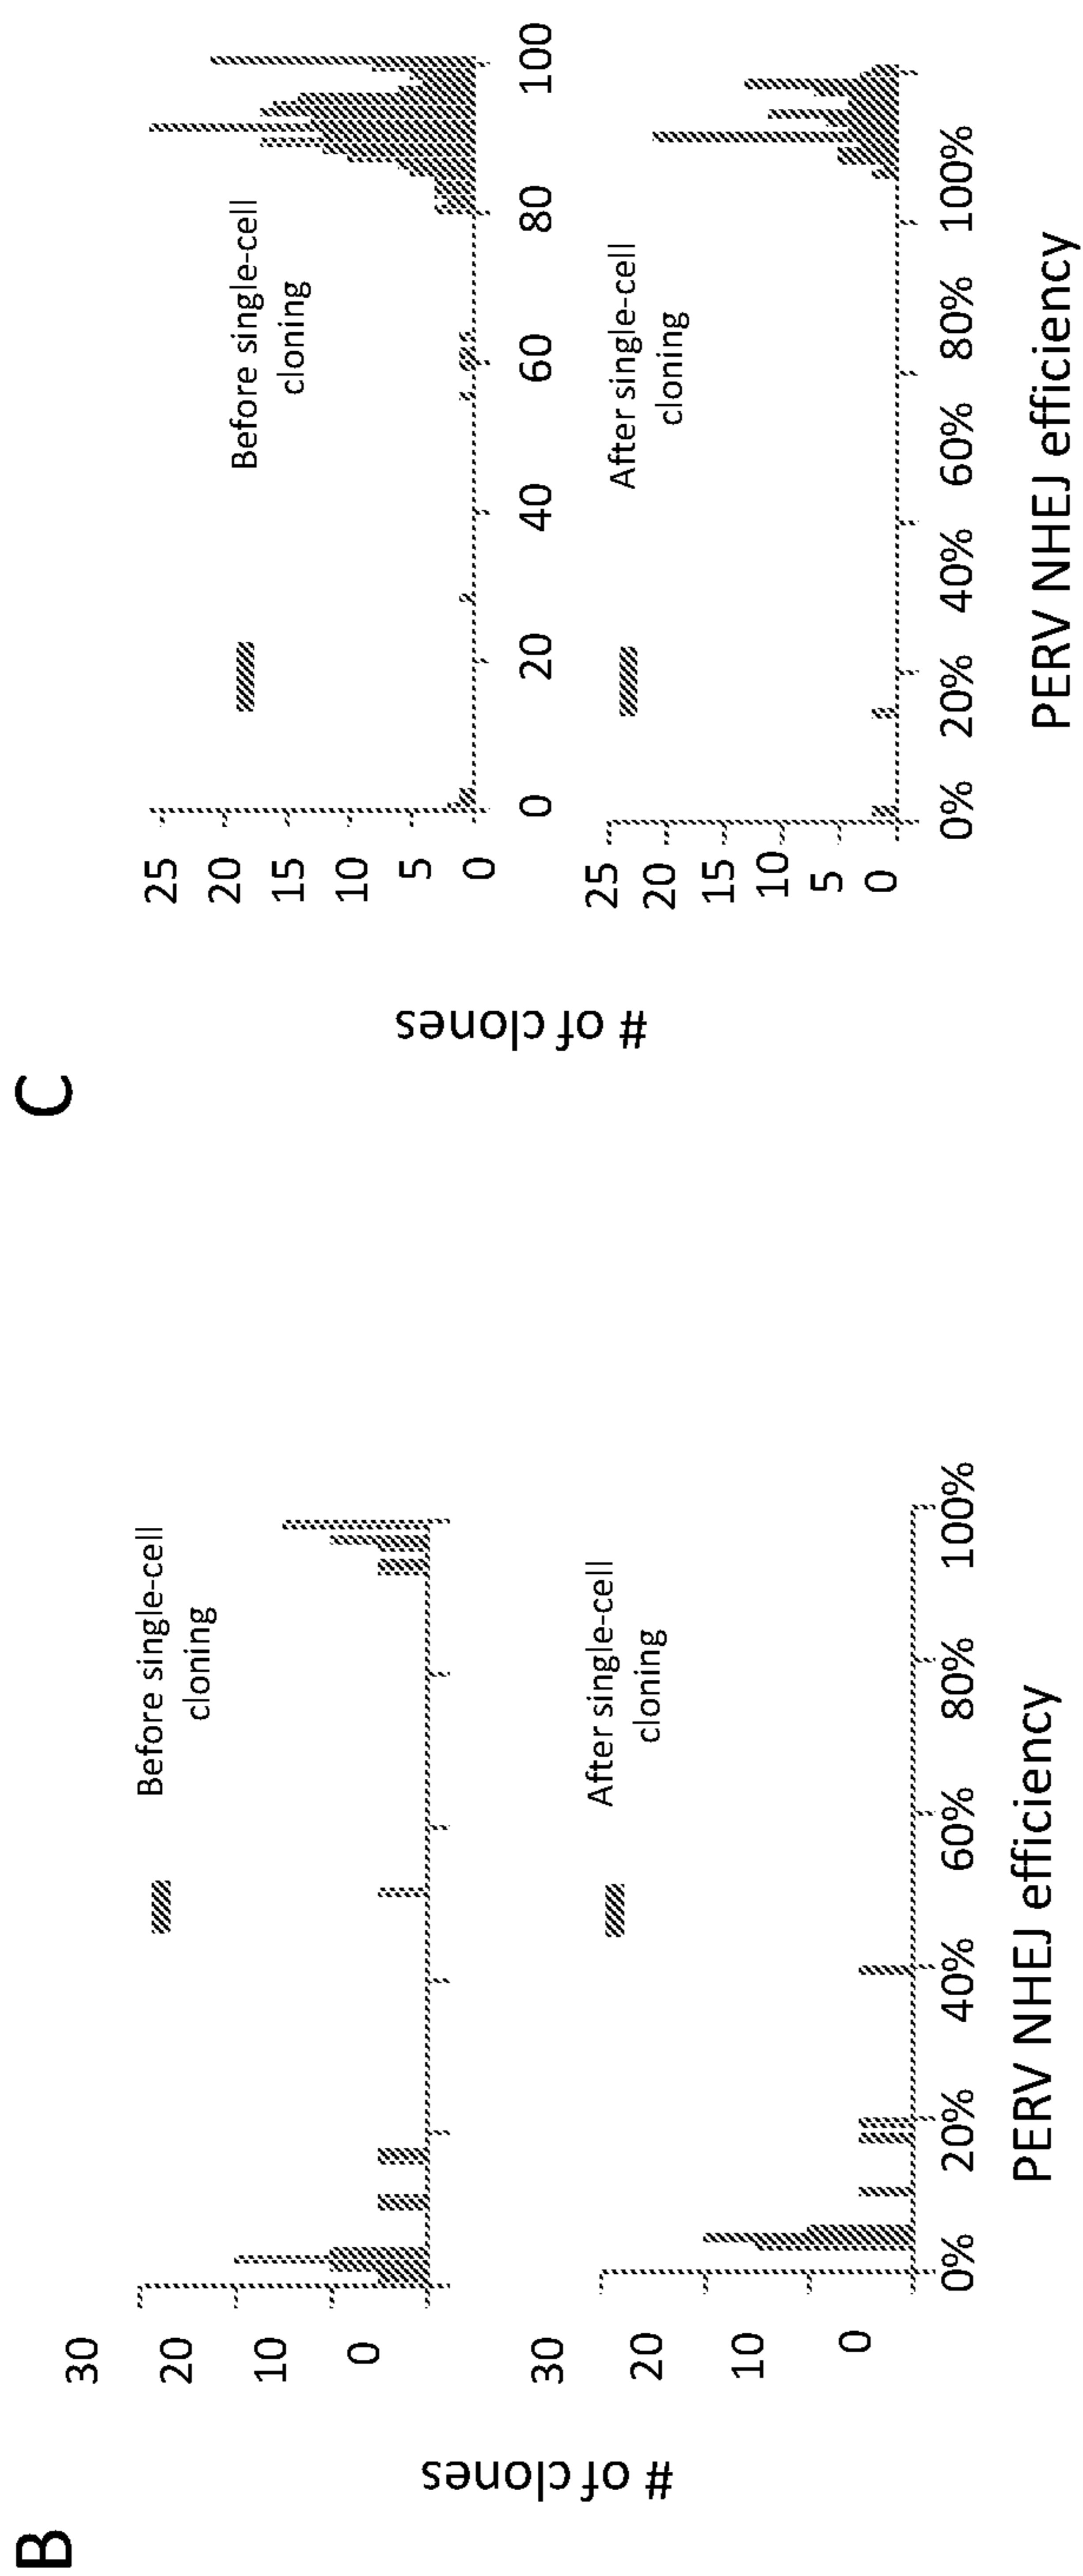 B
# of clones
30
20
10
0
Before single-cell
cloning
30
20
10
0
After single-cell
cloning
0%
20%
40%
60%
80%
100%
PERV NHEJ efficiency
C
# of clones
25
20
15
10
5
0
Before single-cell
cloning
0
20
40
60
80
100
25
20
15
10
5
0
After single-cell
cloning
0%
20%
40%
60%
80%
100%
PERV NHEJ efficiency